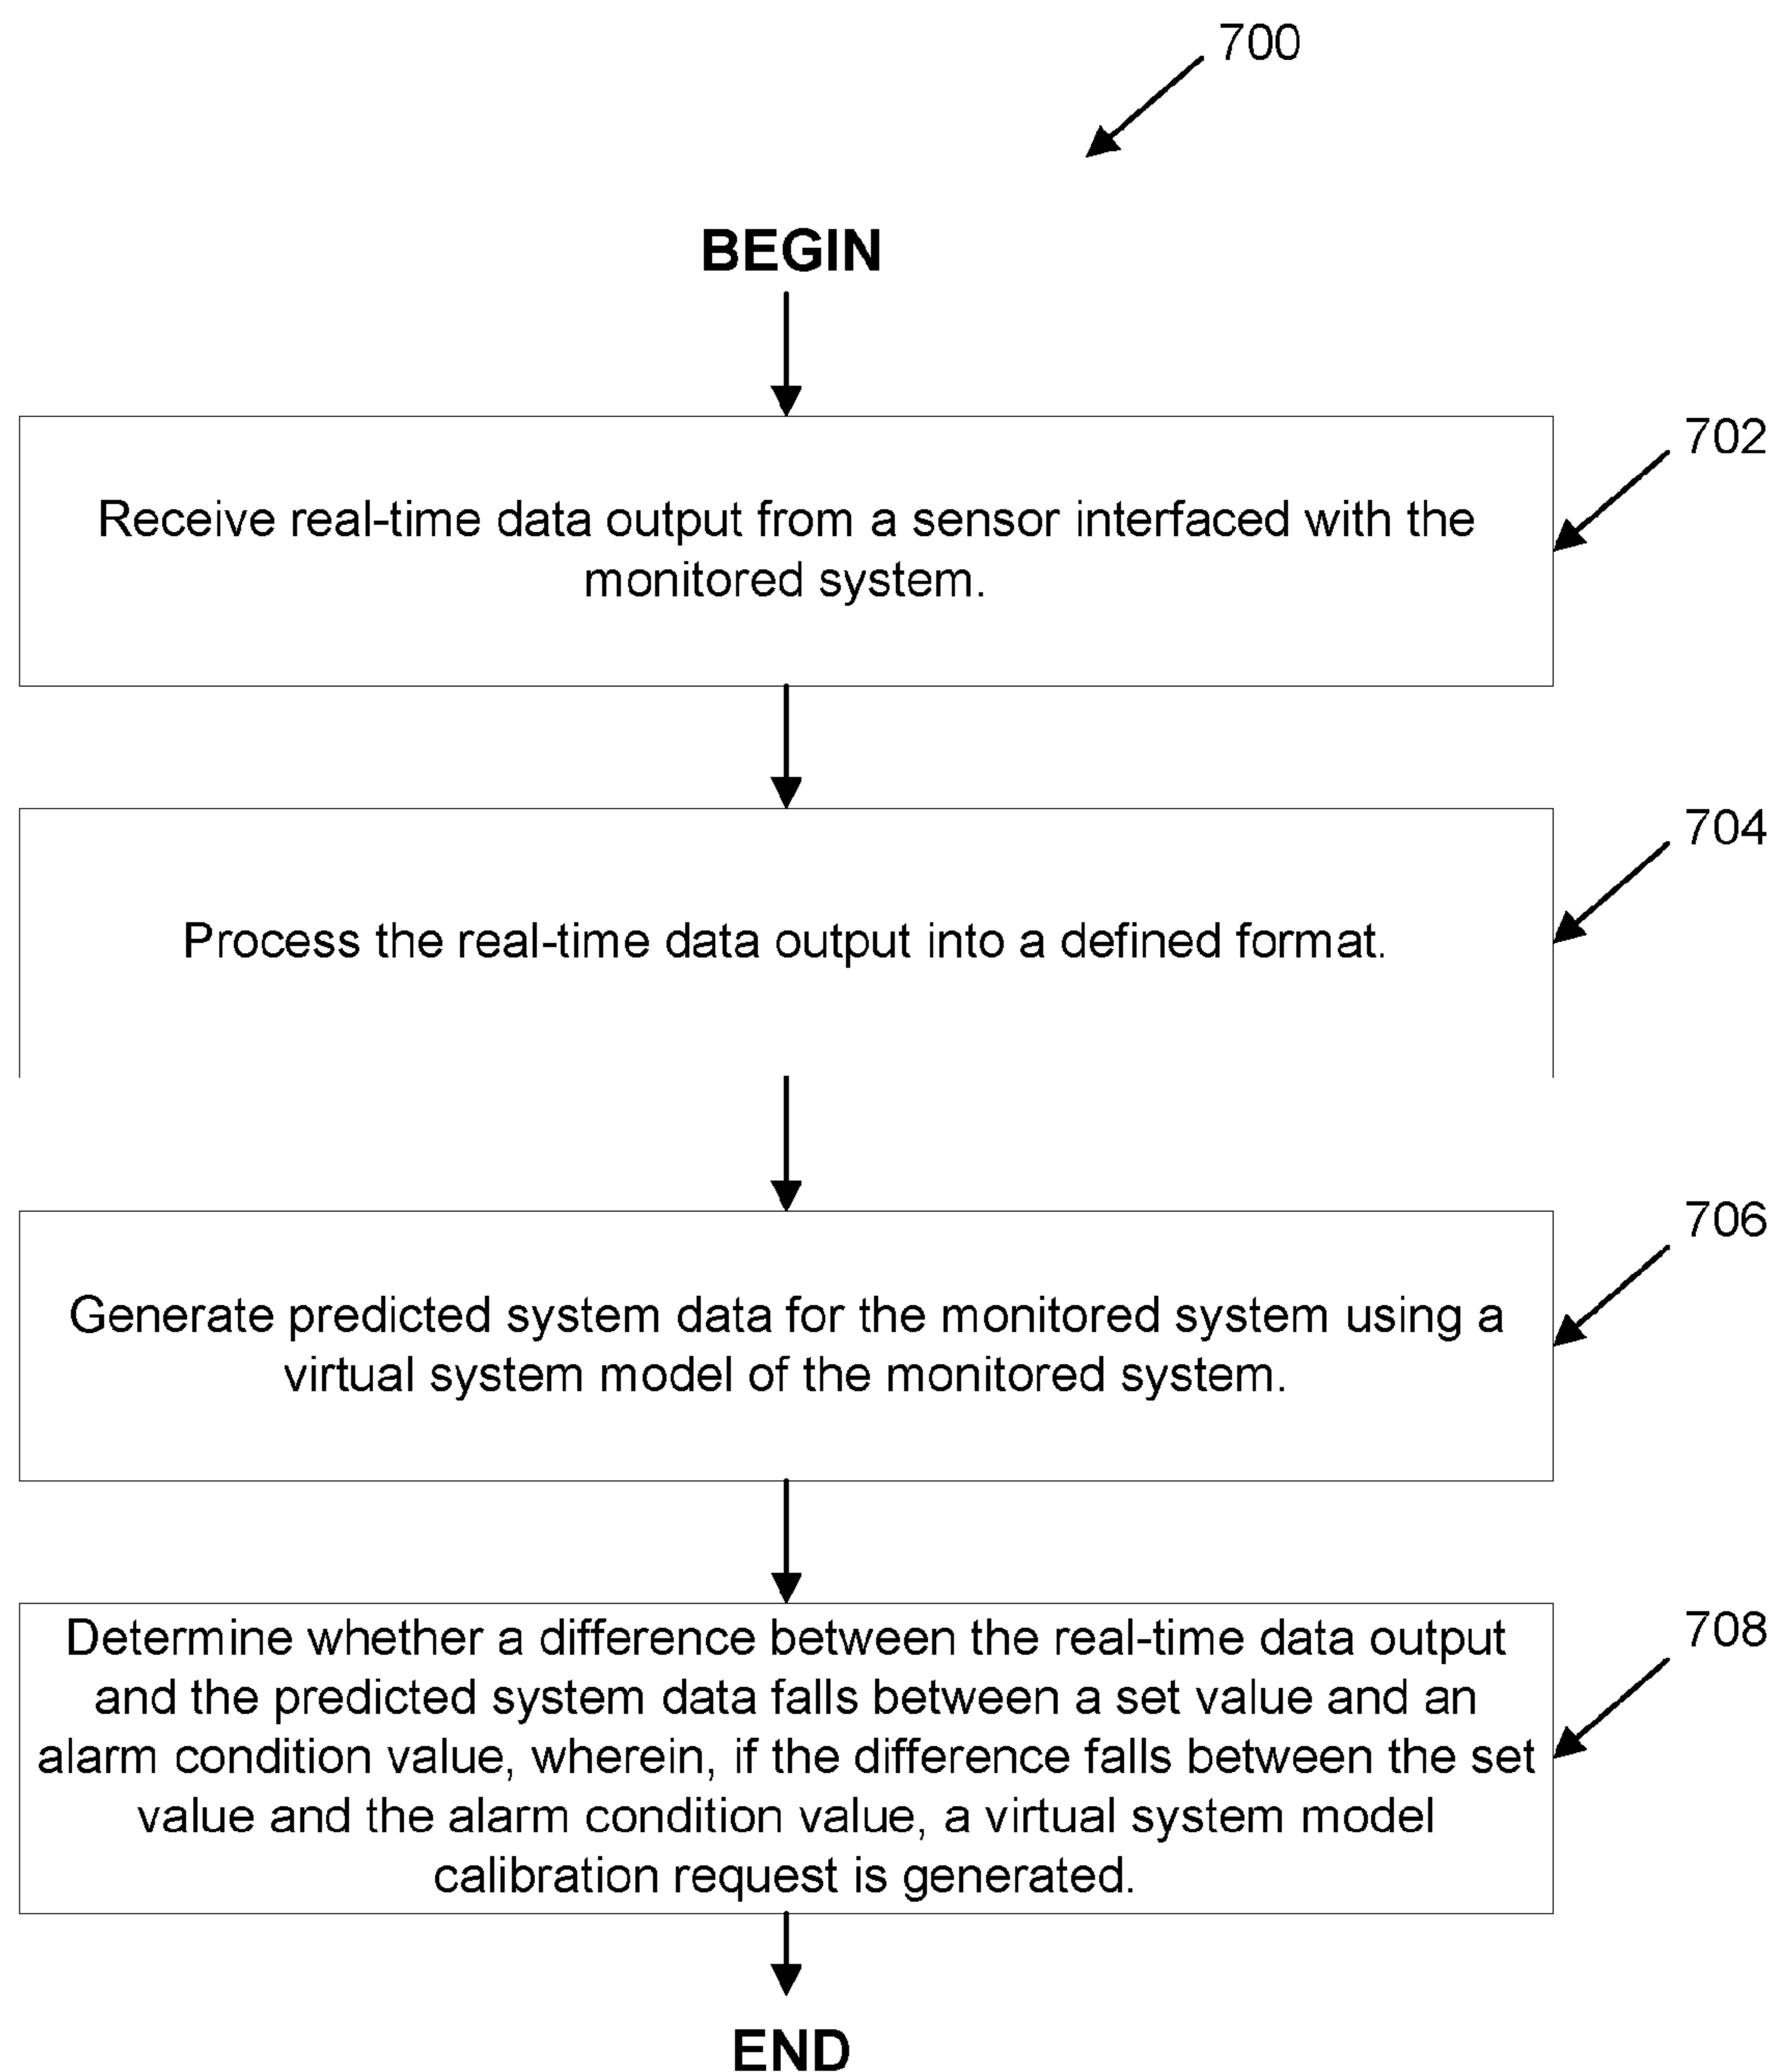 700
BEGIN
702
Receive real-time data output from a sensor interfaced with the
monitored system.
704
Process the real-time data output into a defined format.
706
Generate predicted system data for the monitored system using a
virtual system model of the monitored system.
708
Determine whether a difference between the real-time data output
and the predicted system data falls between a set value and an
alarm condition value, wherein, if the difference falls between the set
value and the alarm condition value, a virtual system model
calibration request is generated.
END